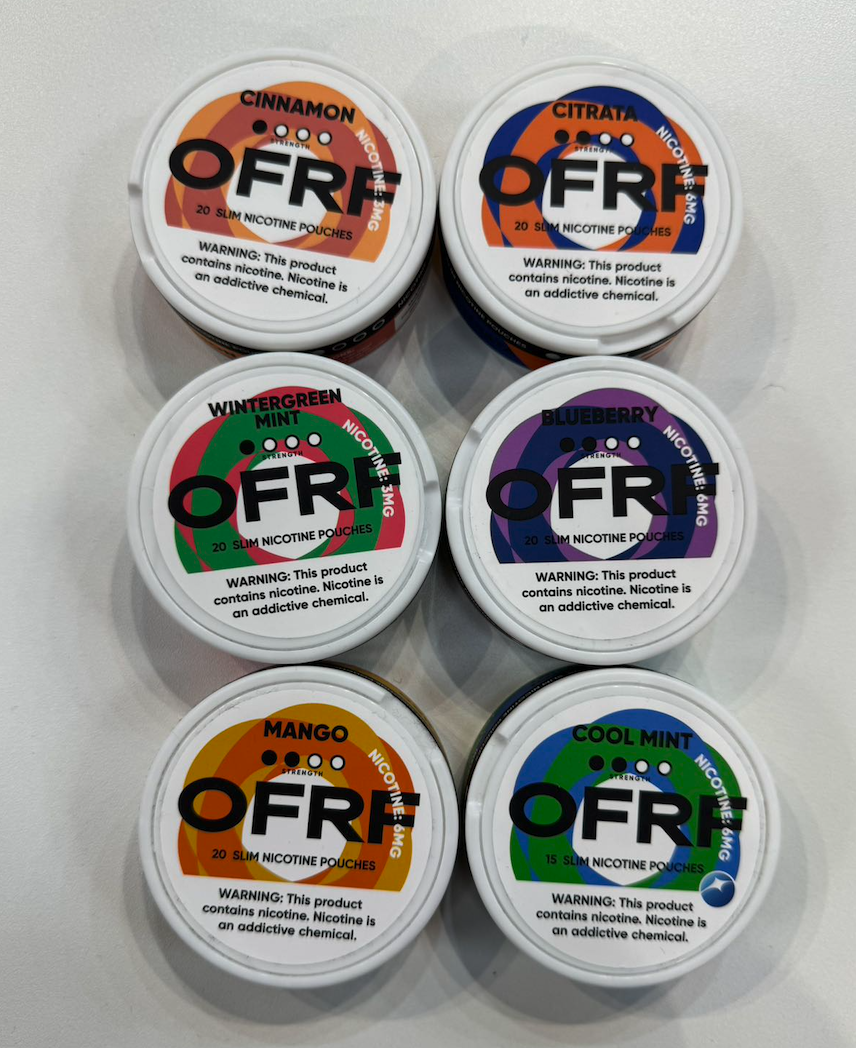 CINNAMON
STRENGTH
NICOTINE: 3MG
OFRF
20 SLIM NICOTINE POUCHES
WARNING: This product
contains nicotine. Nicotine is
an addictive chemical.
CITRATA
STRENGTH
NICOTINE: 6MG
OFRF
20 SLIM NICOTINE POUCHES
WARNING: This product
contains nicotine. Nicotine is
an addictive chemical.
NICOTINE POUCHES
WINTERGREEN
MINT
STRENGTH
NICOTINE: 3MG
OFRF
20 SLIM NICOTINE POUCHES
WARNING: This product
contains nicotine. Nicotine is
an addictive chemical.
BLUEBERRY
STRENGTH
NICOTINE: 6MG
OFRF
20 SLIM NICOTINE POUCHES
WARNING: This product
contains nicotine. Nicotine is
an addictive chemical.
MANGO
STRENGTH
NICOTINE: 6MG
OFRF
20 SLIM NICOTINE POUCHES
WARNING: This product
contains nicotine. Nicotine is
an addictive chemical.
COOL MINT
STRENGTH
NICOTINE: 6MG
OFRF
15 SLIM NICOTINE POUCHES
WARNING: This product
contains nicotine. Nicotine is
an addictive chemical.